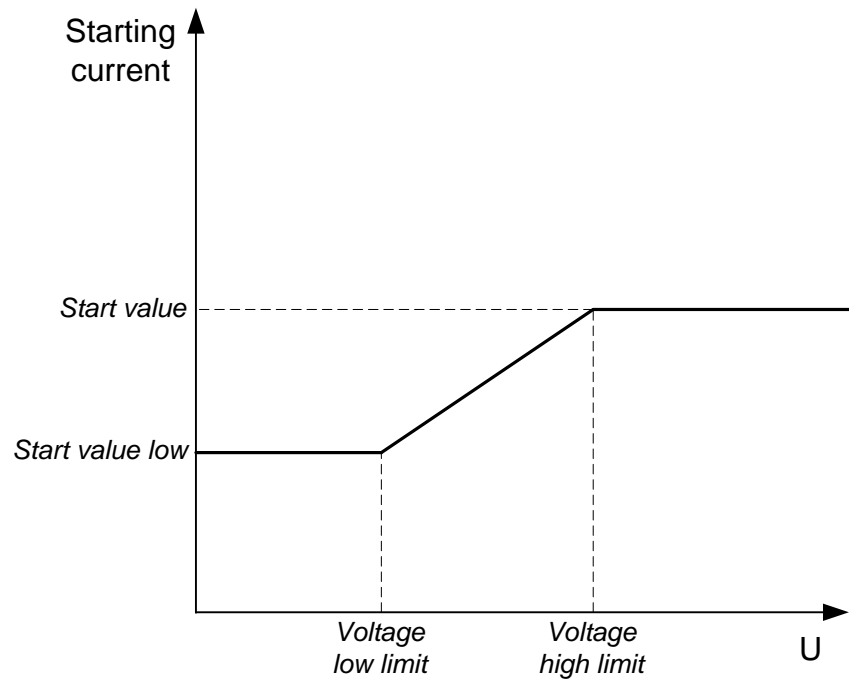 Starting
current
Start value
Start value low
Voltage
low limit
Voltage
high limit
U